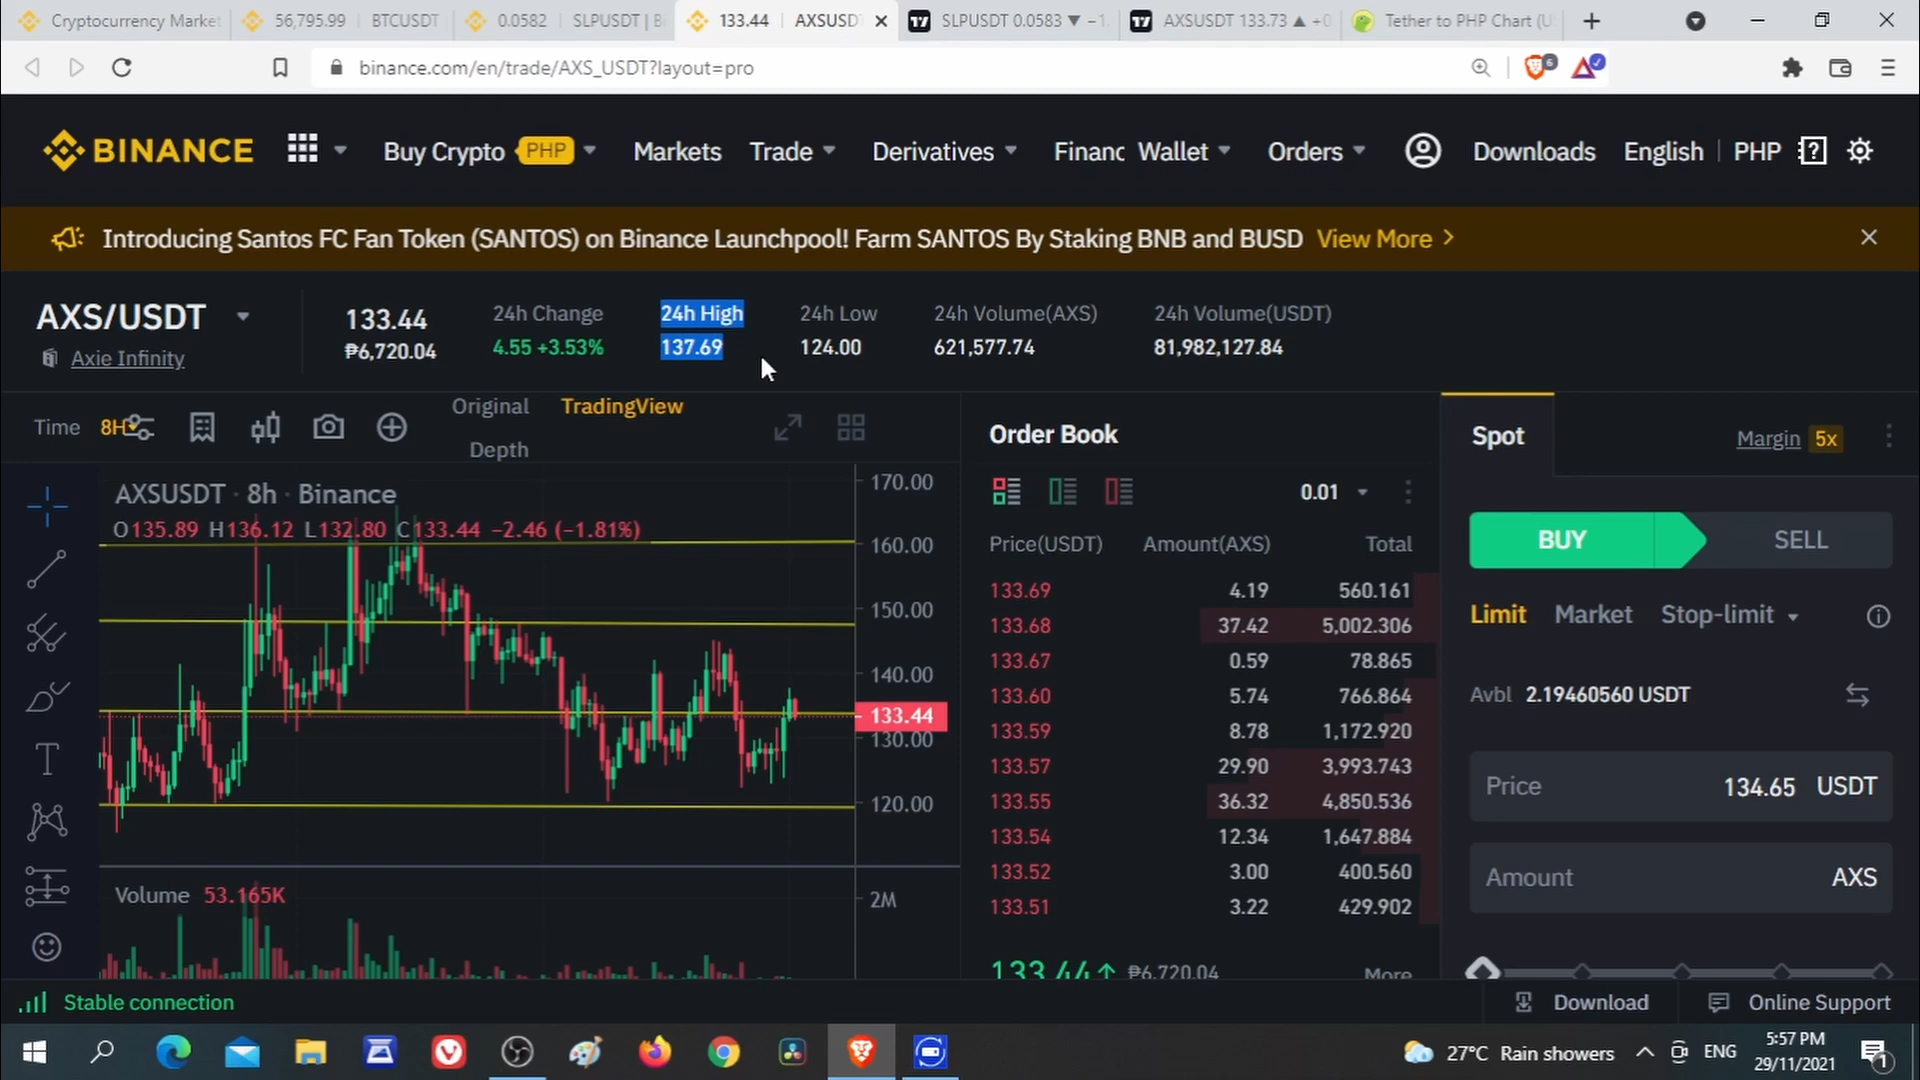 Cryptocurrency Market
56,795.99 | BTCUSDT
0.0582 | SLPUSDT | B
133.44 | AXSUSD
SLPUSDT 0.0583 ▼ −1.
AXSUSDT 133.73 ▲ +0
Tether to PHP Chart (U
binance.com/en/trade/AXS_USDT?layout=pro
6
BINANCE
Buy Crypto PHP
Markets
Trade
Derivatives
Financ
Wallet
Orders
Downloads
English
PHP
Introducing Santos FC Fan Token (SANTOS) on Binance Launchpool! Farm SANTOS By Staking BNB and BUSD View More
AXS/USDT
Axie Infinity
133.44
₱6,720.04
24h Change
4.55 +3.53%
24h High
137.69
24h Low
124.00
24h Volume(AXS)
621,577.74
24h Volume(USDT)
81,982,127.84
Time 8H
Original
TradingView
Depth
AXSUSDT · 8h · Binance
O135.89 H136.12 L132.80 C133.44 −2.46 (−1.81%)
170.00
160.00
150.00
140.00
133.44
130.00
120.00
Volume 53.165K
2M
Order Book
0.01
Price(USDT) Amount(AXS) Total
133.69 4.19 560.161
133.68 37.42 5,002.306
133.67 0.59 78.865
133.60 5.74 766.864
133.59 8.78 1,172.920
133.57 29.90 3,993.743
133.55 36.32 4,850.536
133.54 12.34 1,647.884
133.52 3.00 400.560
133.51 3.22 429.902
133.44↑ ₱6,720.04 More
Spot
Margin 5x
BUY
SELL
Limit Market Stop-limit
Avbl 2.19460560 USDT
Price 134.65 USDT
Amount AXS
Stable connection
Download
Online Support
27°C Rain showers
ENG
5:57 PM
29/11/2021
1